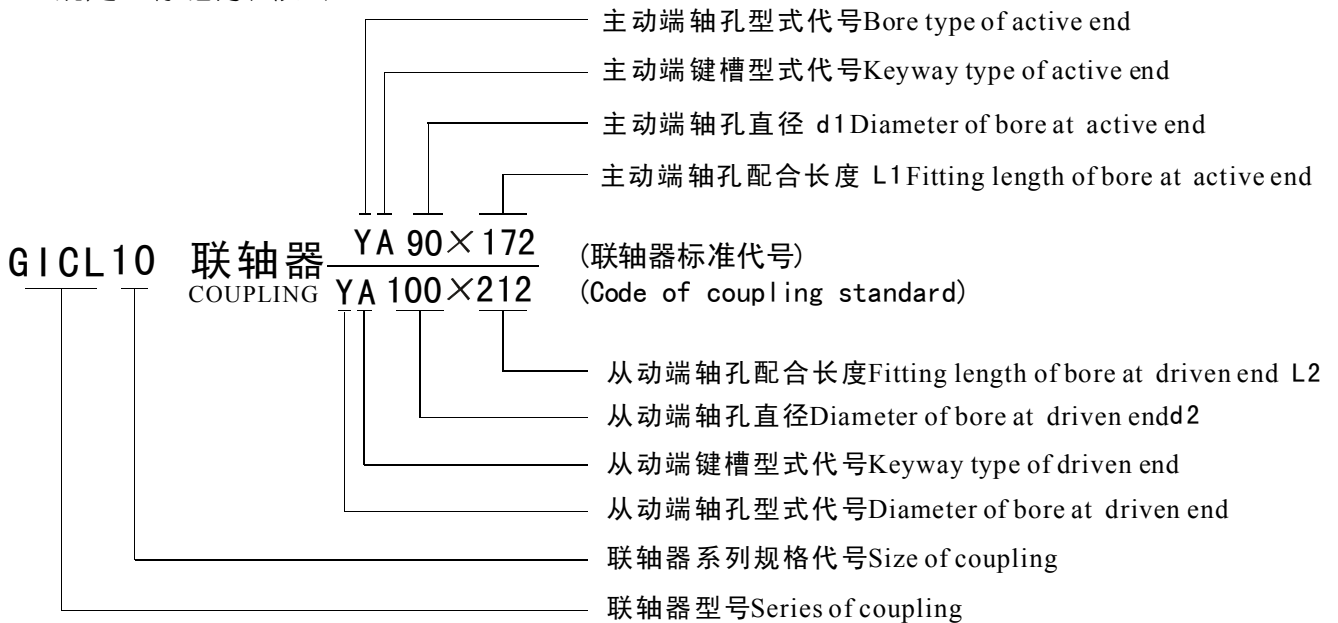 主动端轴孔型式代号Bore type of active end
主动端键槽型式代号Keyway type of active end
主动端轴孔直径 d1Diameter of bore at active end
主动端轴孔配合长度 L1Fitting length of bore at active end
GICL10 联轴器 YA 90×172 (联轴器标准代号)
COUPLING YA 100×212 (Code of coupling standard)
从动端轴孔配合长度Fitting length of bore at driven end L2
从动端轴孔直径Diameter of bore at driven endd2
从动端键槽型式代号Keyway type of driven end
从动端轴孔型式代号Diameter of bore at driven end
联轴器系列规格代号Size of coupling
联轴器型号Series of coupling